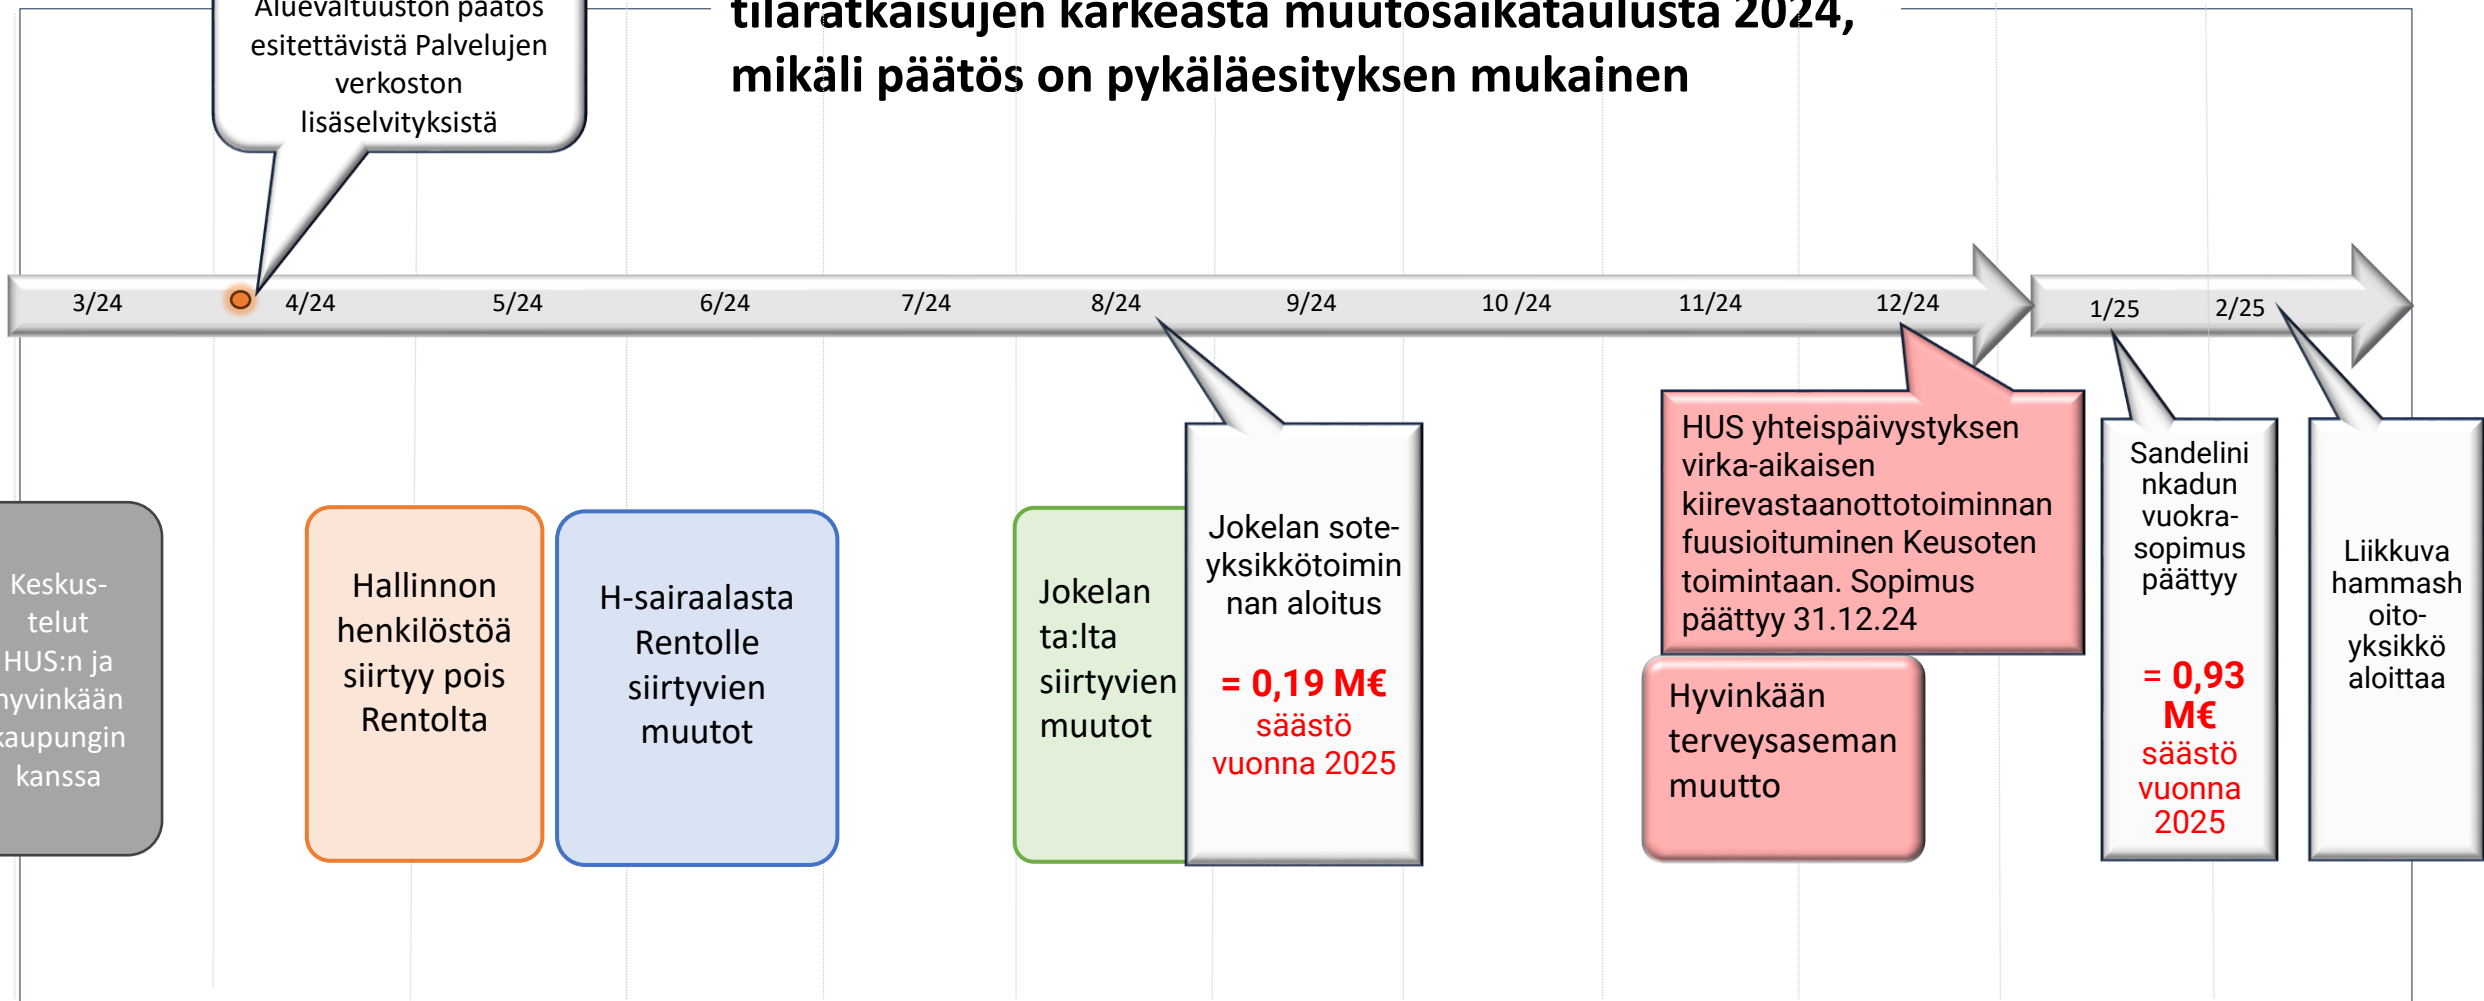 Aluevaltuuston päätös
esitettävistä Palvelujen
verkoston
lisäselvityksistä
tilaratkaisujen karkeasta muutosaikataulusta 2024,
mikäli päätös on pykäläesityksen mukainen
3/24
4/24
5/24
6/24
7/24
8/24
9/24
10 /24
11/24
12/24
1/25
2/25
Keskus-
telut
HUS:n ja
hyvinkään
kaupungin
kanssa
Hallinnon
henkilöstöä
siirtyy pois
Rentolta
H-sairaalasta
Rentolle
siirtyvien
muutot
Jokelan
ta:lta
siirtyvien
muutot
Jokelan sote-
yksikkötoimin
nan aloitus
= 0,19 M€
säästö
vuonna 2025
HUS yhteispäivystyksen
virka-aikaisen
kiirevastaanottotoiminnan
fuusioituminen Keusoten
toimintaan. Sopimus
päättyy 31.12.24
Hyvinkään
terveysaseman
muutto
Sandelini
nkadun
vuokra-
sopimus
päättyy
= 0,93
M€
säästö
vuonna
2025
Liikkuva
hammash
oito-
yksikkö
aloittaa